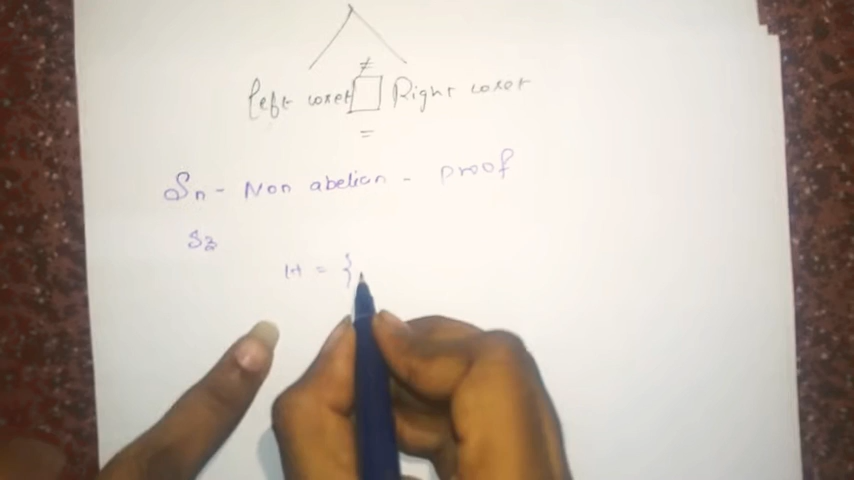 ≠
Left coset Right coset
=
Sn - Non abelian - proof
S3
H = {